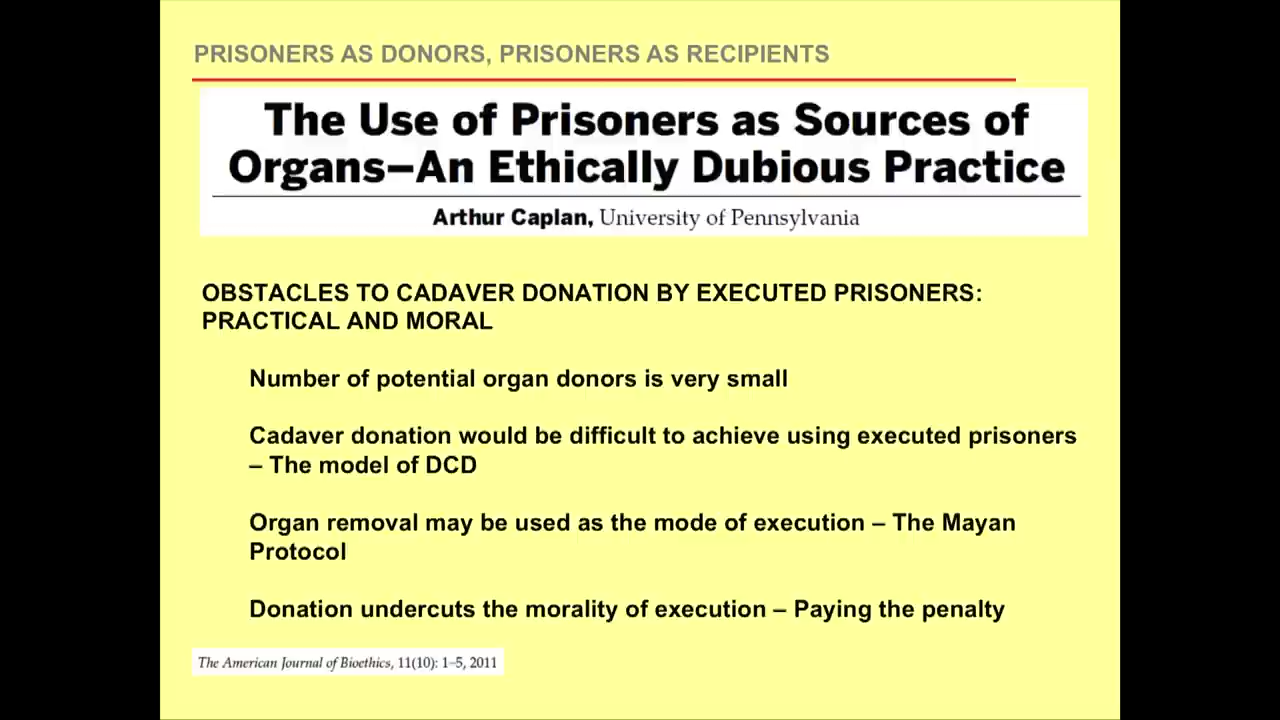 PRISONERS AS DONORS, PRISONERS AS RECIPIENTS
The Use of Prisoners as Sources of
Organs—An Ethically Dubious Practice
Arthur Caplan, University of Pennsylvania
OBSTACLES TO CADAVER DONATION BY EXECUTED PRISONERS:
PRACTICAL AND MORAL
Number of potential organ donors is very small
Cadaver donation would be difficult to achieve using executed prisoners
– The model of DCD
Organ removal may be used as the mode of execution – The Mayan
Protocol
Donation undercuts the morality of execution – Paying the penalty
The American Journal of Bioethics, 11(10): 1–5, 2011